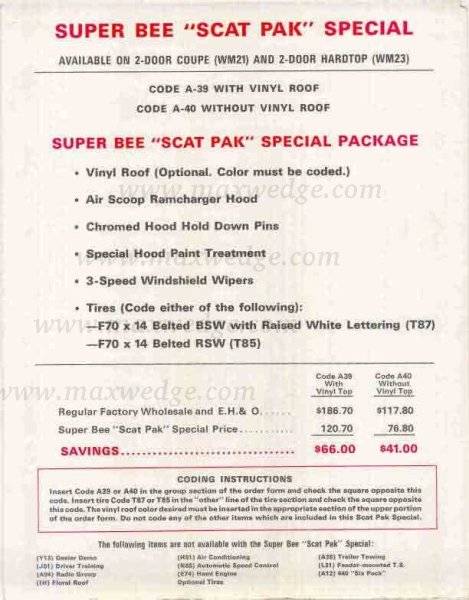 SUPER BEE "SCAT PAK" SPECIAL
AVAILABLE ON 2-DOOR COUPE (WM21) AND 2-DOOR HARDTOP (WM23)
CODE A-39 WITH VINYL ROOF
CODE A-40 WITHOUT VINYL ROOF
SUPER BEE "SCAT PAK" SPECIAL PACKAGE
• Vinyl Roof (Optional. Color must be coded.)
www.maxwedge.com
• Air Scoop Ramcharger Hood
• Chromed Hood Hold Down Pins
• Special Hood Paint Treatment
www.maxwedge.com
• 3-Speed Windshield Wipers
• Tires (Code either of the following):
www.maxwedge.com
—F70 x 14 Belted BSW with Raised White Lettering (T87)
—F70 x 14 Belted RSW (T85)
Code A39 With Vinyl Top
Code A40 Without Vinyl Top
www.maxwedge.com
Regular Factory Wholesale and E.H.& O. $186.70 $117.80
Super Bee "Scat Pak" Special Price 120.70 76.80
SAVINGS $66.00 $41.00
CODING INSTRUCTIONS
Insert Code A39 or A40 in the group section of the order form and check the square opposite this
code. Insert tire Code T87 or T85 in the "other" line of the tire section and check the square opposite
this code. The vinyl roof color desired must be inserted in the appropriate section of the upper portion
of the order form. Do not code any of the other items which are included in this Scat Pak Special.
The following items are not available with the Super Bee "Scat Pak" Special:
(Y13) Dealer Demo (H51) Air Conditioning (A35) Trailer Towing
(J51) Driver Training (N88) Automatic Speed Control (L31) Fender-mounted T.S.
(A04) Radio Group (E74) Hemi Engine (A12) 440 "Six Pack"
Floral Roof Optional Tires